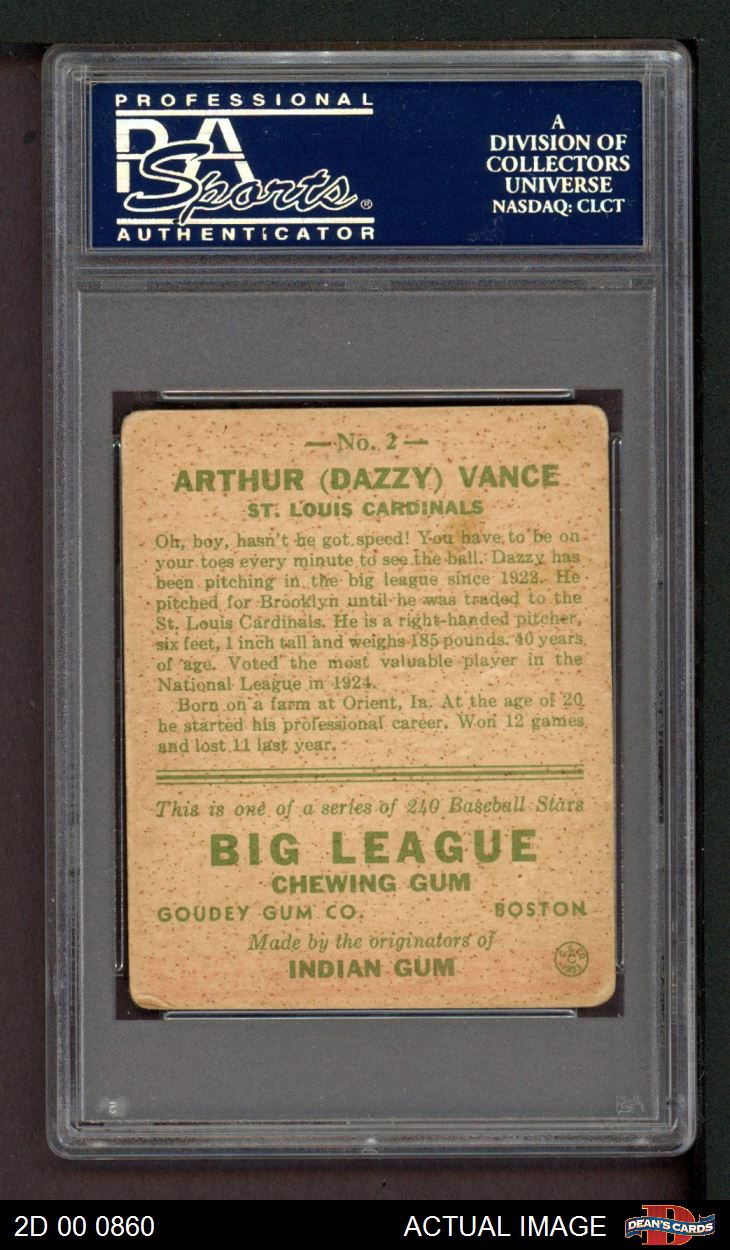 PROFESSIONAL
PSA
Sports®
AUTHENTICATOR
A
DIVISION OF
COLLECTORS
UNIVERSE
NASDAQ: CLCT
—No. 2—
ARTHUR (DAZZY) VANCE
ST. LOUIS CARDINALS
Oh, boy, hasn't he got speed! You have to be on
your toes every minute to see the ball. Dazzy has
been pitching in the big league since 1922. He
pitched for Brooklyn until he was traded to the
St. Louis Cardinals. He is a right-handed pitcher,
six feet, 1 inch tall and weighs 185 pounds. 40 years
of age. Voted the most valuable player in the
National League in 1924.
Born on a farm at Orient, Ia. At the age of 20
he started his professional career. Won 12 games
and lost 11 last year.
This is one of a series of 240 Baseball Stars
BIG LEAGUE
CHEWING GUM
GOUDEY GUM CO. BOSTON
Made by the originators of
INDIAN GUM
2D 00 0860
ACTUAL IMAGE
DEAN'S CARDS